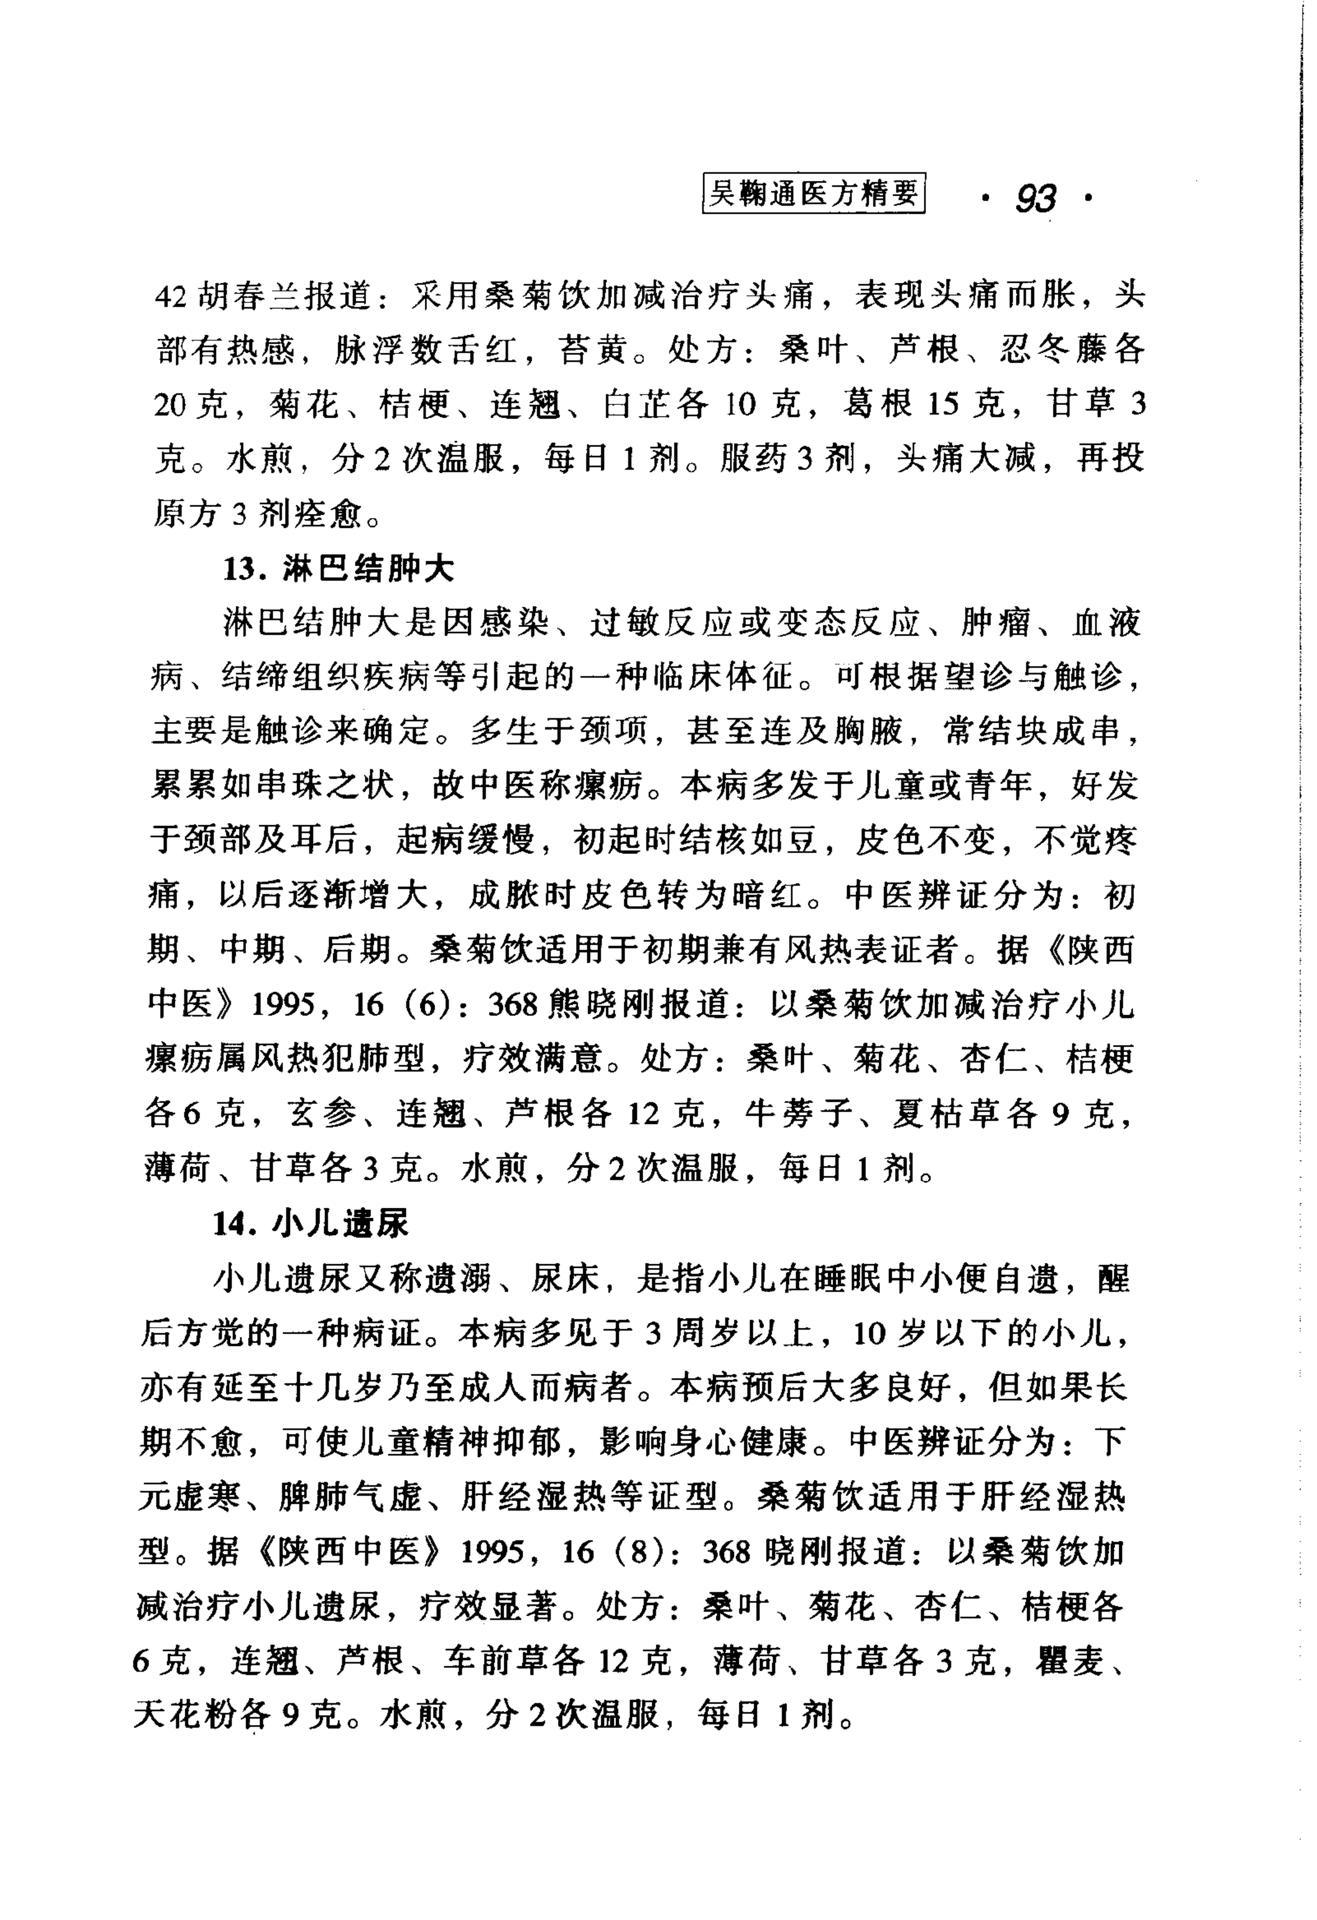 吴鞠通医方精要 · 93 ·
42胡春兰报道：采用桑菊饮加减治疗头痛，表现头痛而胀，头
部有热感，脉浮数舌红，苔黄。处方：桑叶、芦根、忍冬藤各
20克，菊花、桔梗、连翘、白芷各10克，葛根15克，甘草3
克。水煎，分2次温服，每日1剂。服药3剂，头痛大减，再投
原方3剂痊愈。
13. 淋巴结肿大
淋巴结肿大是因感染、过敏反应或变态反应、肿瘤、血液
病、结缔组织疾病等引起的一种临床体征。可根据望诊与触诊，
主要是触诊来确定。多生于颈项，甚至连及胸腋，常结块成串，
累累如串珠之状，故中医称瘰疬。本病多发于儿童或青年，好发
于颈部及耳后，起病缓慢，初起时结核如豆，皮色不变，不觉疼
痛，以后逐渐增大，成脓时皮色转为暗红。中医辨证分为：初
期、中期、后期。桑菊饮适用于初期兼有风热表证者。据《陕西
中医》1995，16（6）：368熊晓刚报道：以桑菊饮加减治疗小儿
瘰疬属风热犯肺型，疗效满意。处方：桑叶、菊花、杏仁、桔梗
各6克，玄参、连翘、芦根各12克，牛蒡子、夏枯草各9克，
薄荷、甘草各3克。水煎，分2次温服，每日1剂。
14. 小儿遗尿
小儿遗尿又称遗溺、尿床，是指小儿在睡眠中小便自遗，醒
后方觉的一种病证。本病多见于3周岁以上，10岁以下的小儿，
亦有延至十几岁乃至成人而病者。本病预后大多良好，但如果长
期不愈，可使儿童精神抑郁，影响身心健康。中医辨证分为：下
元虚寒、脾肺气虚、肝经湿热等证型。桑菊饮适用于肝经湿热
型。据《陕西中医》1995，16（8）：368晓刚报道：以桑菊饮加
减治疗小儿遗尿，疗效显著。处方：桑叶、菊花、杏仁、桔梗各
6克，连翘、芦根、车前草各12克，薄荷、甘草各3克，瞿麦、
天花粉各9克。水煎，分2次温服，每日1剂。